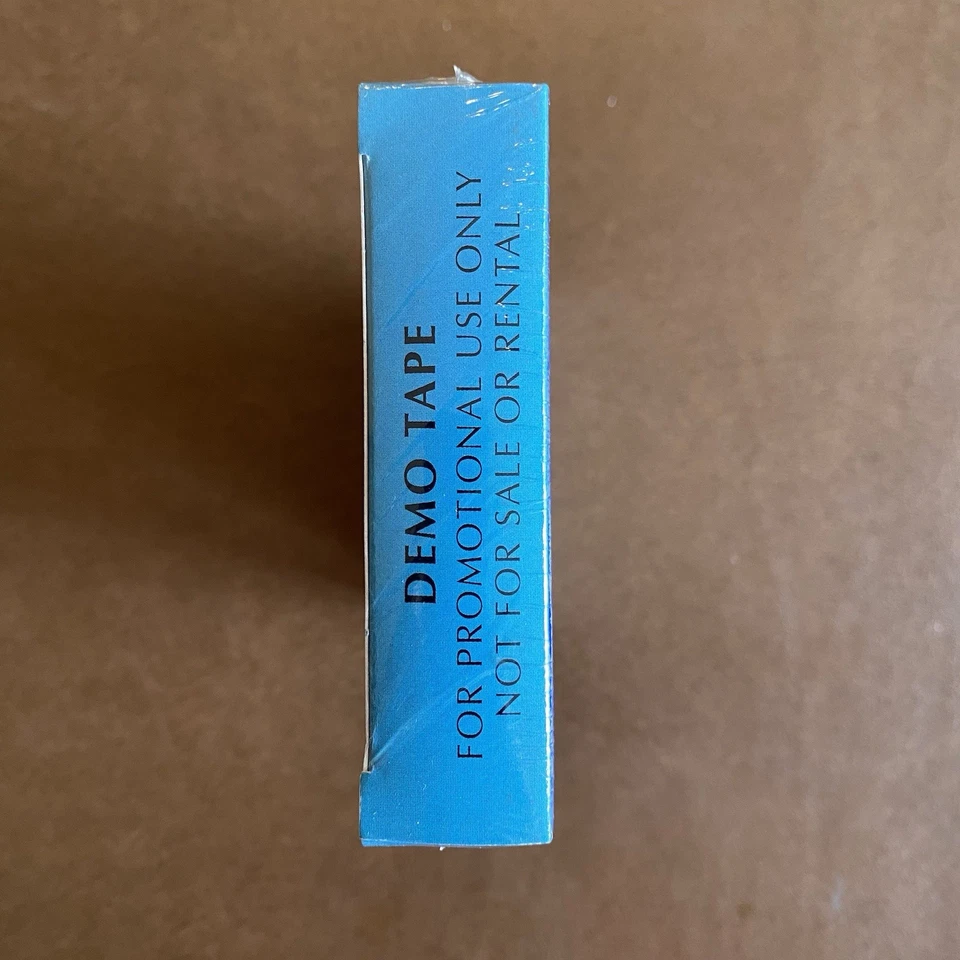 DEMO TAPE
FOR PROMOTIONAL USE ONLY
NOT FOR SALE OR RENTAL